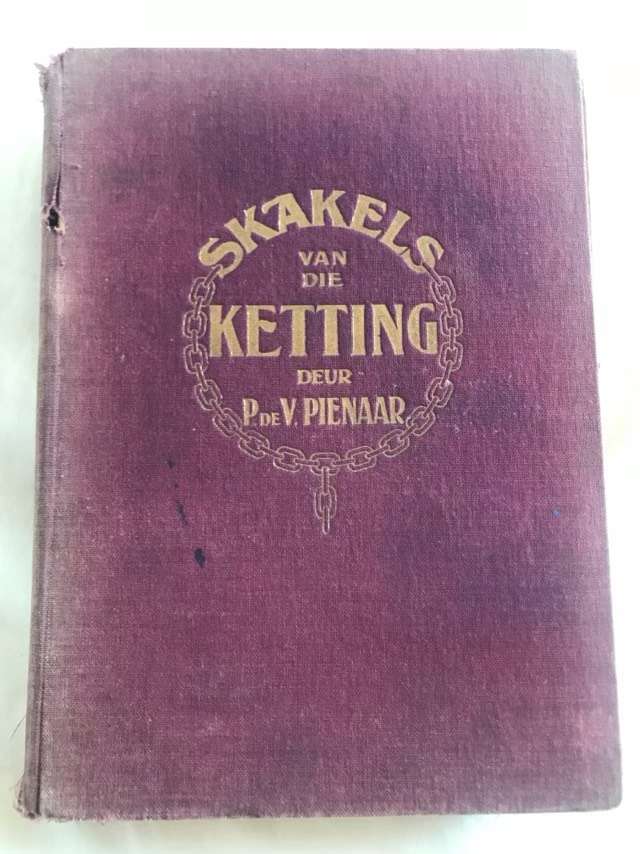 SKAKELS
VAN
DIE
KETTING
DEUR
P. DE V. PIENAAR